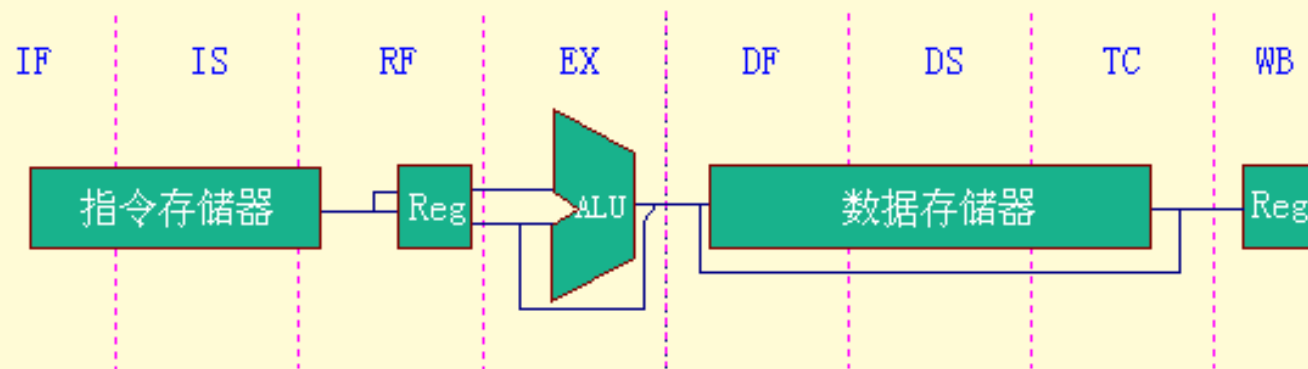 IF IS RF EX DF DS TC WB
指令存储器 Reg ALU 数据存储器 Reg